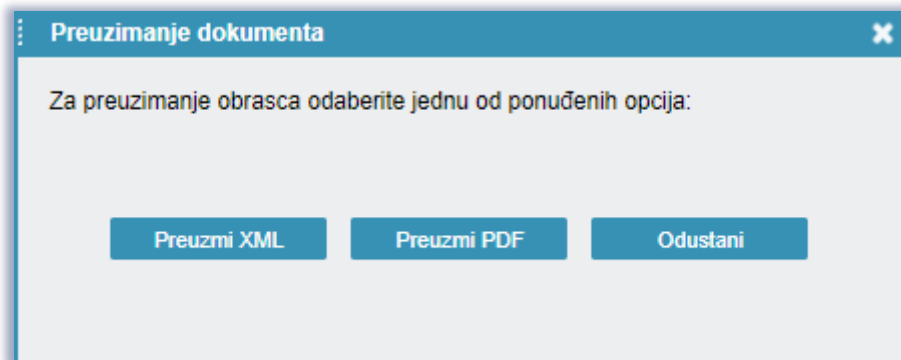 Preuzimanje dokumenta
Za preuzimanje obrasca odaberite jednu od ponuđenih opcija:
Preuzmi XML
Preuzmi PDF
Odustani